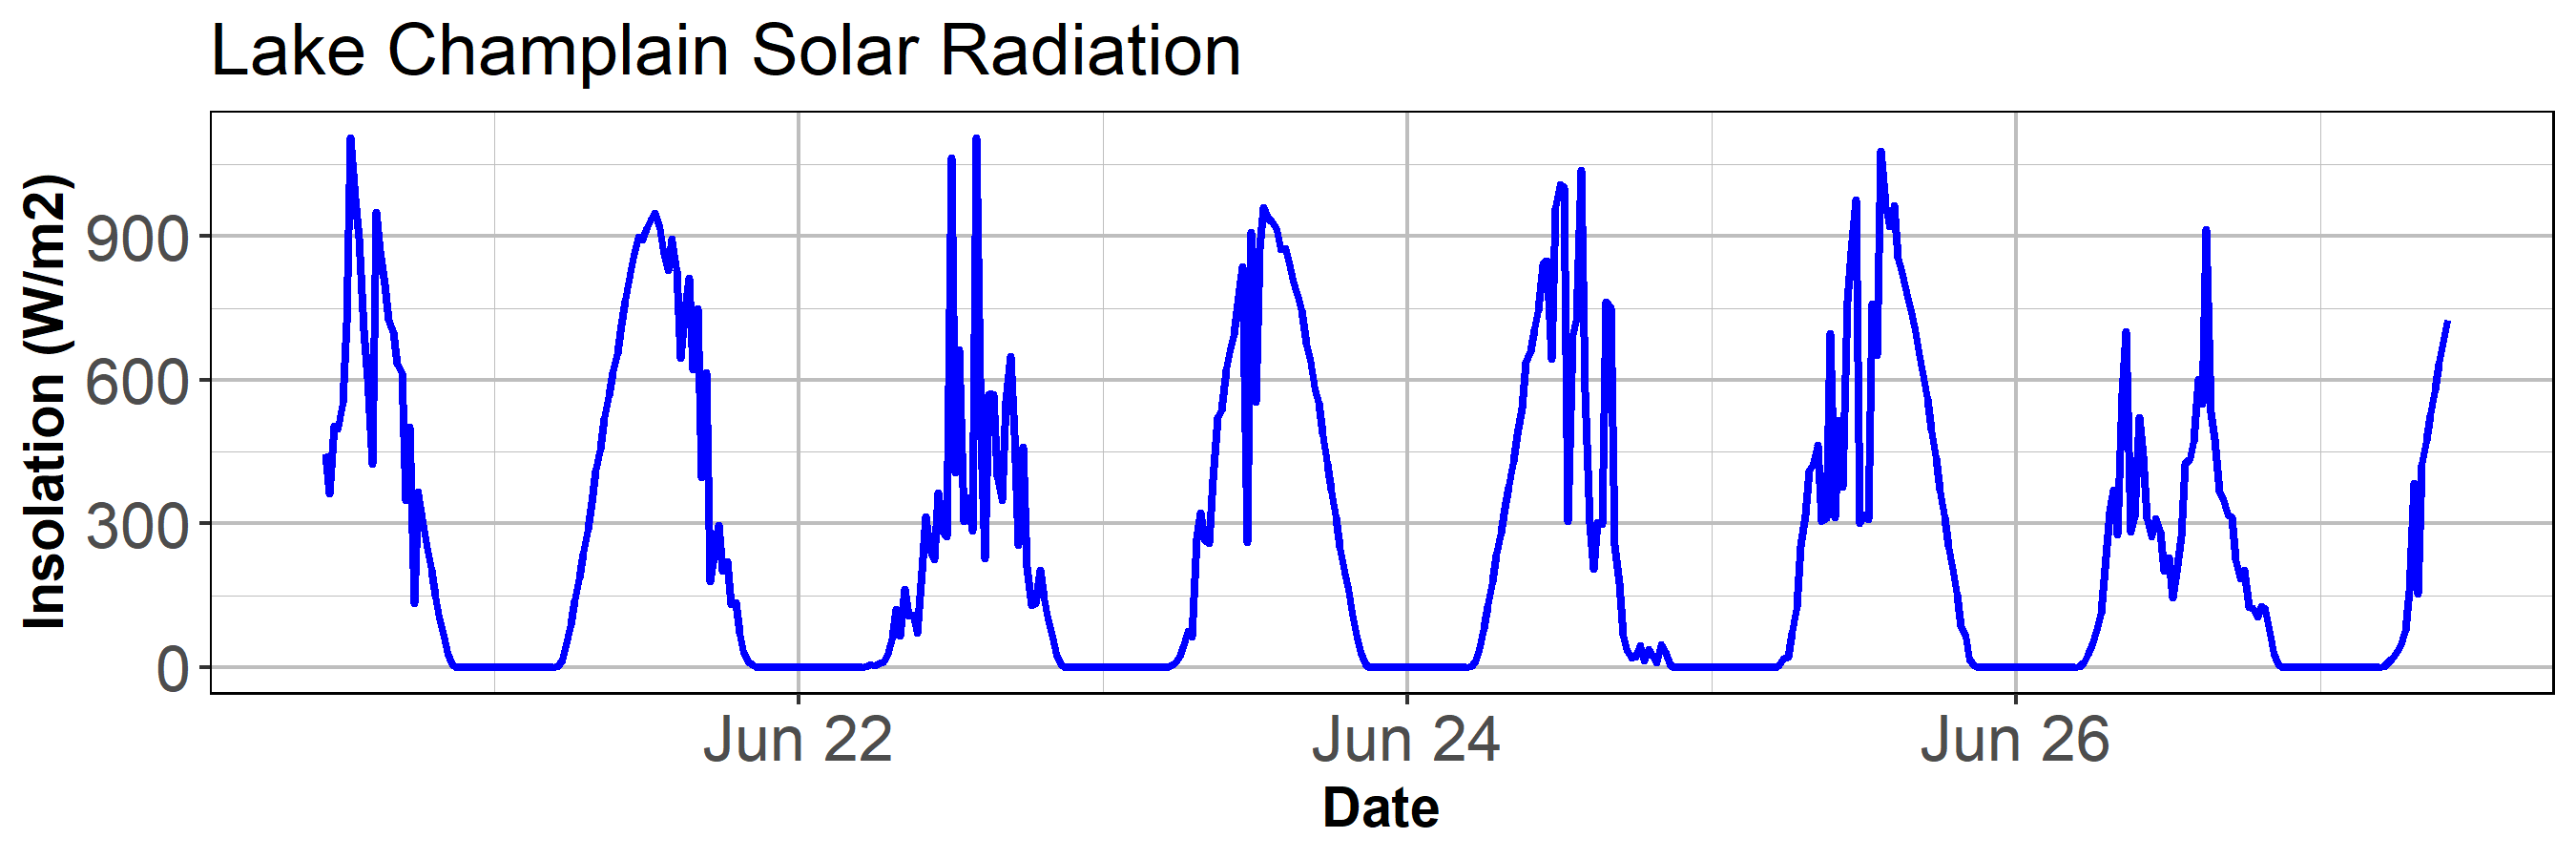 Lake Champlain Solar Radiation
Insolation (W/m2)
900
600
300
0
Jun 22 Jun 24 Jun 26
Date